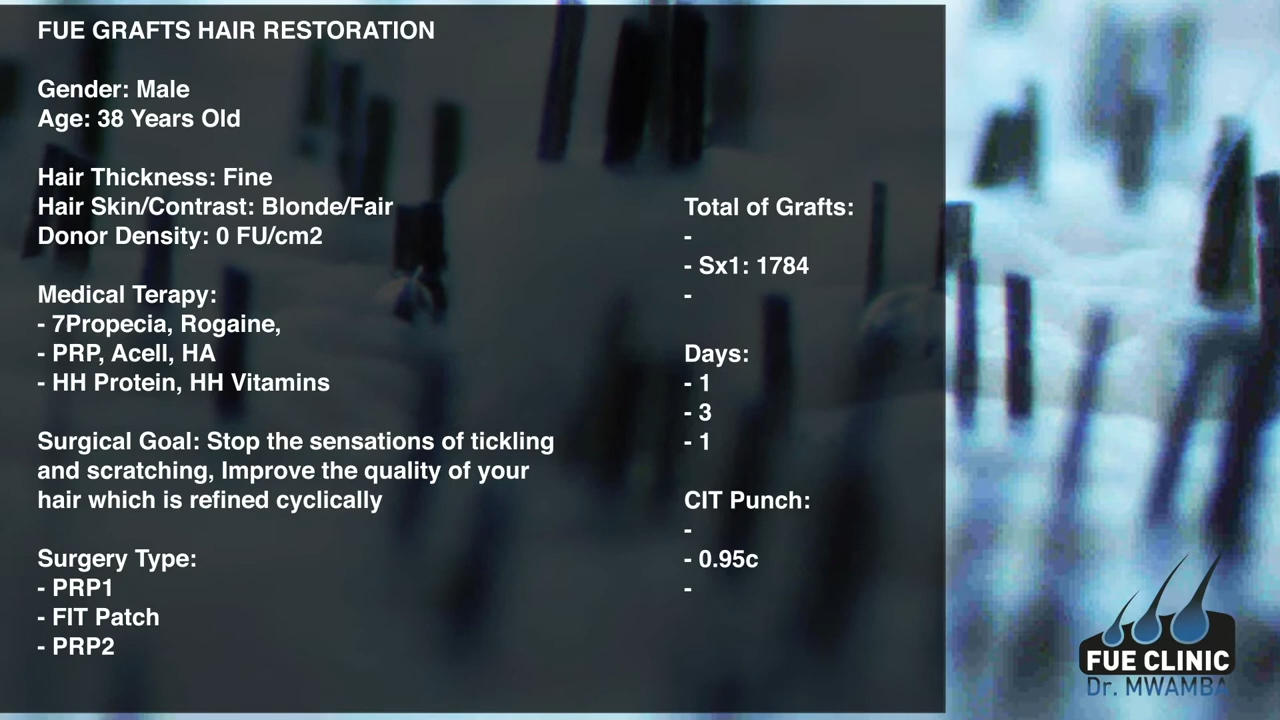 FUE GRAFTS HAIR RESTORATION
Gender: Male
Age: 38 Years Old
Hair Thickness: Fine
Hair Skin/Contrast: Blonde/Fair
Donor Density: 0 FU/cm2
Medical Terapy:
- 7Propecia, Rogaine,
- PRP, Acell, HA
- HH Protein, HH Vitamins
Surgical Goal: Stop the sensations of tickling
and scratching, Improve the quality of your
hair which is refined cyclically
Surgery Type:
- PRP1
- FIT Patch
- PRP2
Total of Grafts:
-
- Sx1: 1784
-
Days:
- 1
- 3
- 1
CIT Punch:
-
- 0.95c
-
FUE CLINIC
Dr. MWAMBA